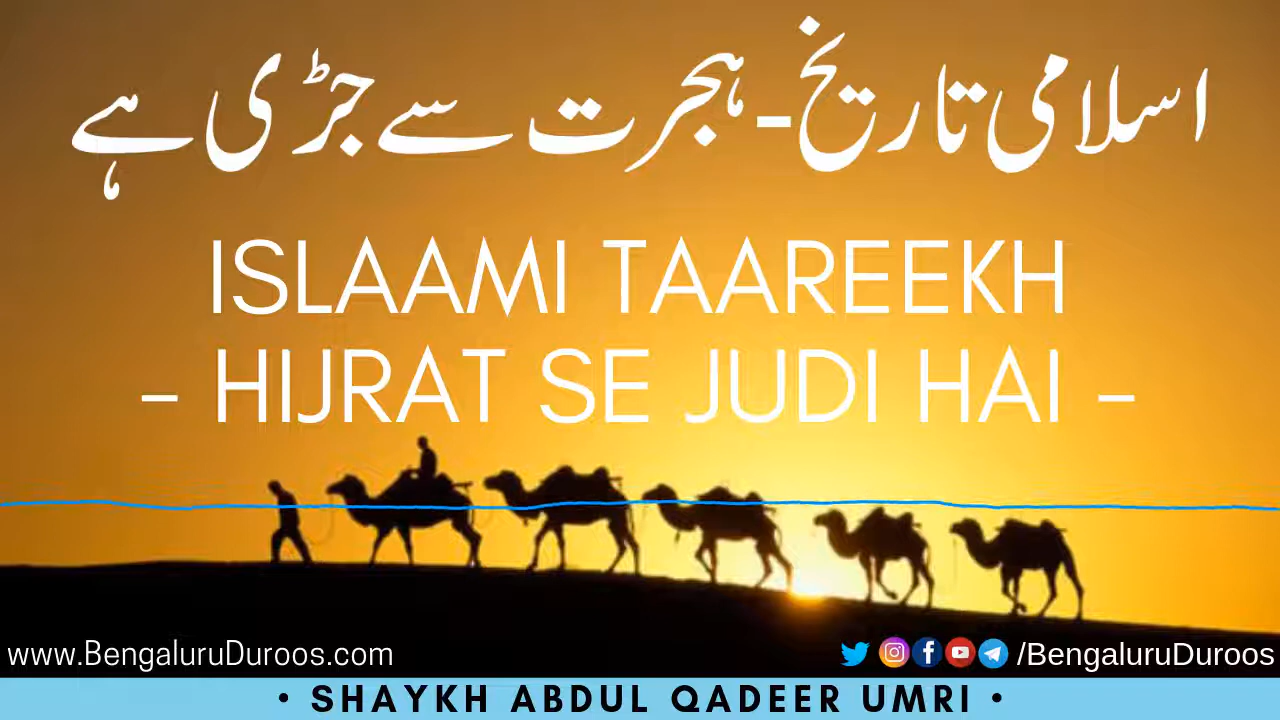 اسلامی تاریخ - ہجرت سے جڑی ہے
ISLAAMI TAAREEKH
- HIJRAT SE JUDI HAI -
www.BengaluruDuroos.com
/BengaluruDuroos
• SHAYKH ABDUL QADEER UMRI •